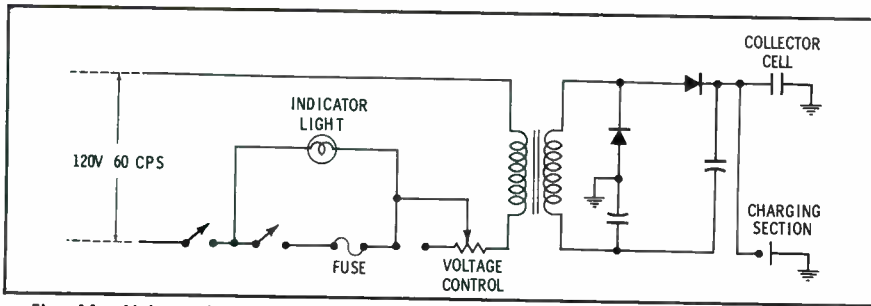 COLLECTOR
CELL
INDICATOR
LIGHT
120V 60 CPS
CHARGING
SECTION
FUSE
VOLTAGE
CONTROL